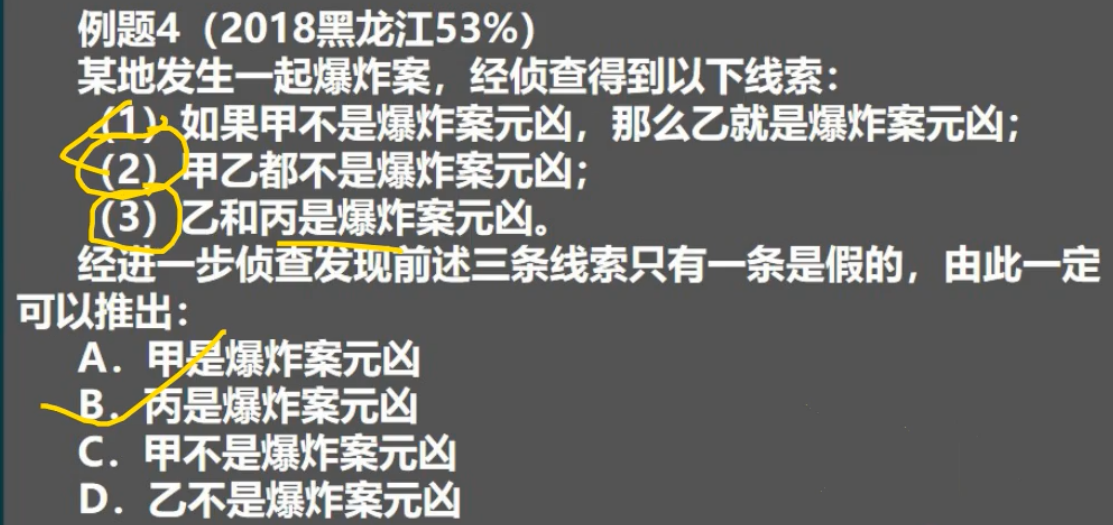 例题4（2018黑龙江53%）
某地发生一起爆炸案，经侦查得到以下线索：
（1）如果甲不是爆炸案元凶，那么乙就是爆炸案元凶；
（2）甲乙都不是爆炸案元凶；
（3）乙和丙是爆炸案元凶。
经进一步侦查发现前述三条线索只有一条是假的，由此一定
可以推出：
A．甲是爆炸案元凶
B．丙是爆炸案元凶
C．甲不是爆炸案元凶
D．乙不是爆炸案元凶